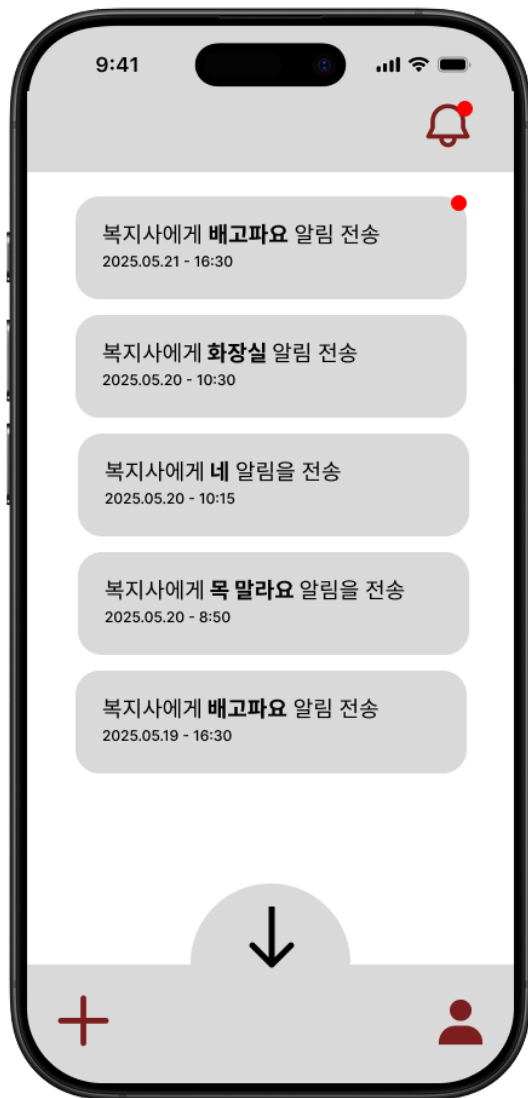 9:41
복지사에게 배고파요 알림 전송
2025.05.21 - 16:30
복지사에게 화장실 알림 전송
2025.05.20 - 10:30
복지사에게 네 알림을 전송
2025.05.20 - 10:15
복지사에게 목 말라요 알림을 전송
2025.05.20 - 8:50
복지사에게 배고파요 알림 전송
2025.05.19 - 16:30